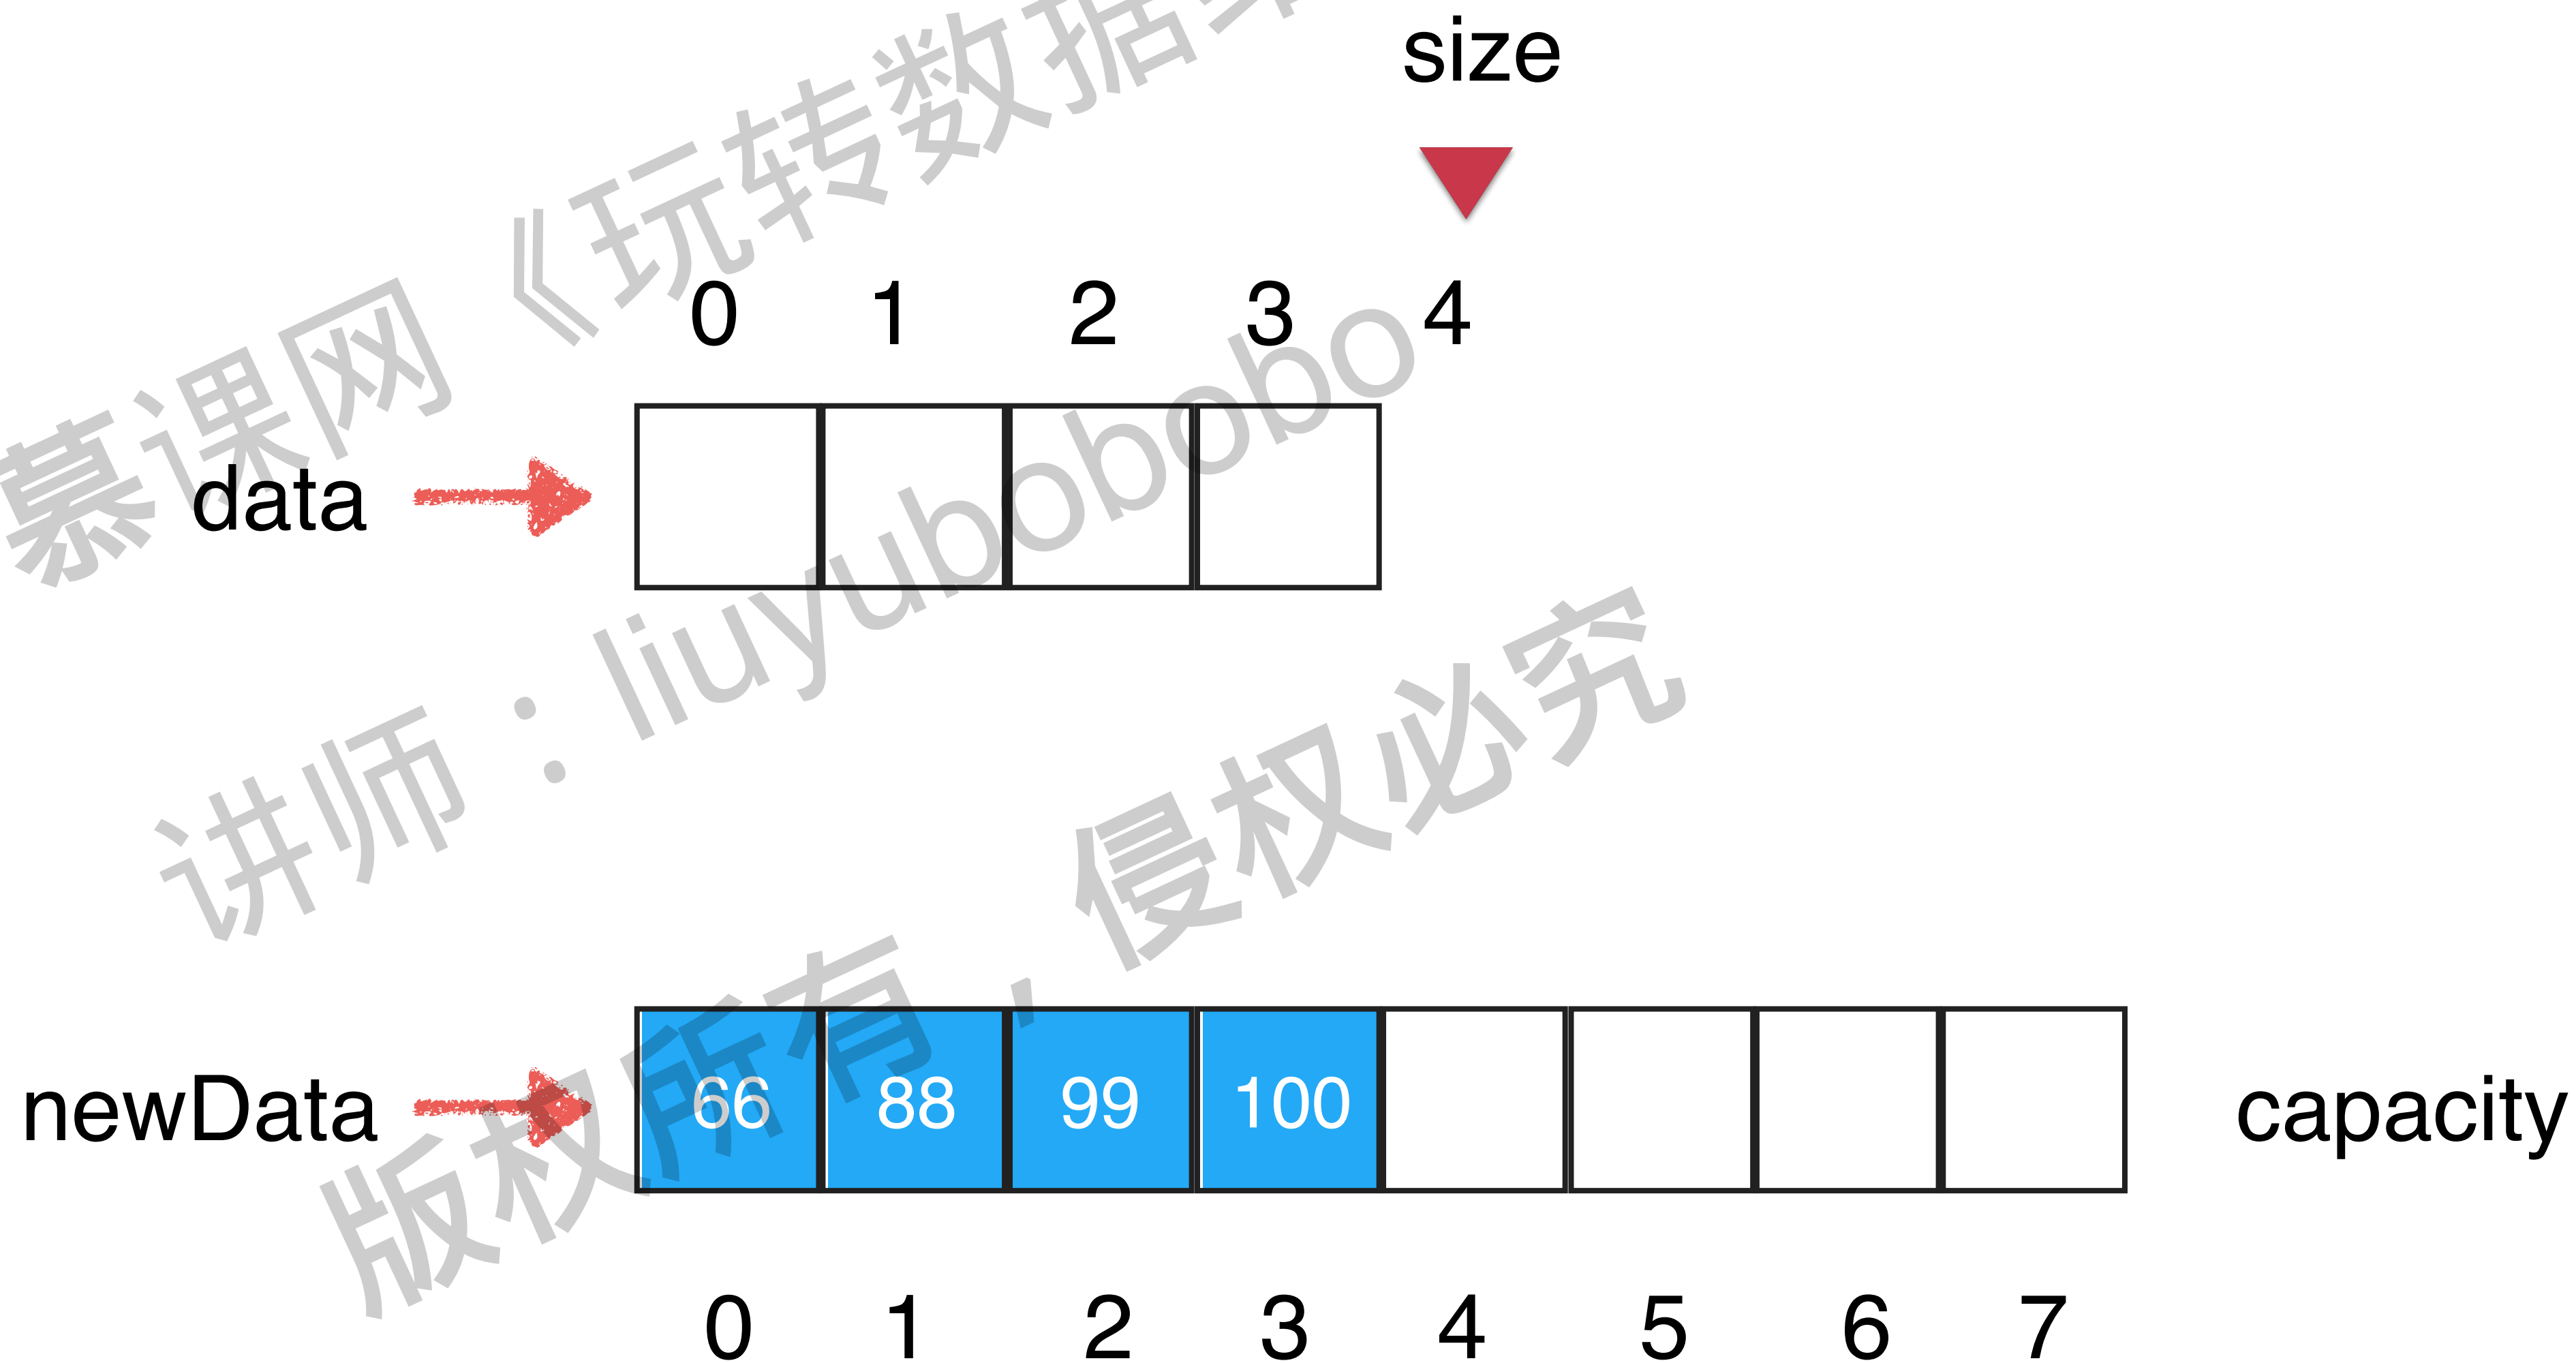 size
0 1 2 3 4
data
newData
66 88 99 100
capacity
0 1 2 3 4 5 6 7
慕课网《玩转数据
讲师：liuyubobobo
版权所有，侵权必究